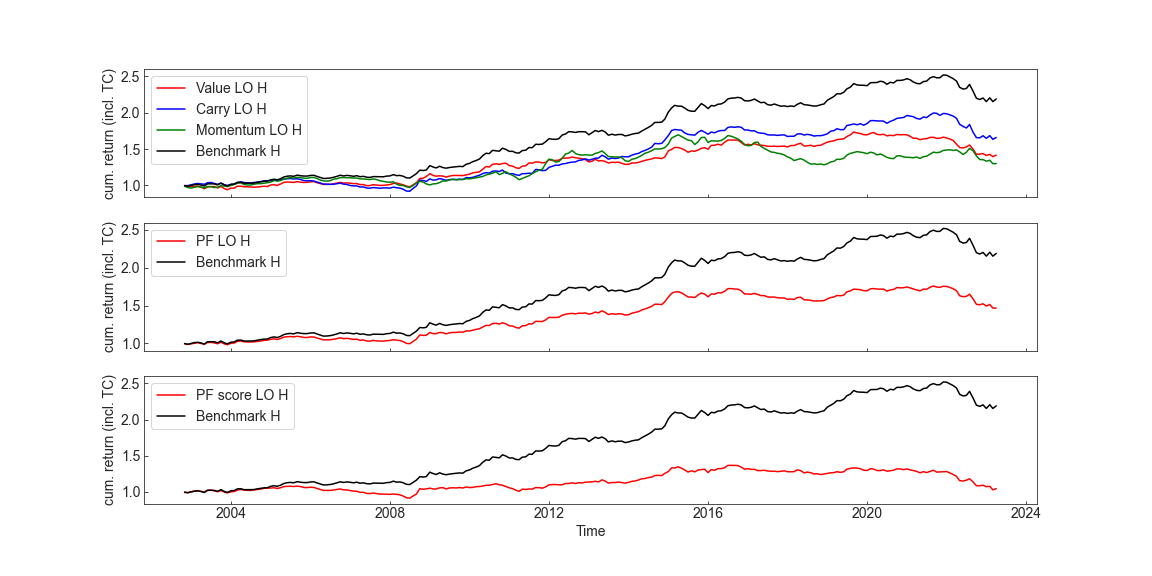 cum. return (incl. TC)
2.5
2.0
1.5
1.0
Value LO H
Carry LO H
Momentum LO H
Benchmark H
cum. return (incl. TC)
2.5
2.0
1.5
1.0
PF LO H
Benchmark H
cum. return (incl. TC)
2.5
2.0
1.5
1.0
PF score LO H
Benchmark H
2004 2008 2012 2016 2020 2024
Time